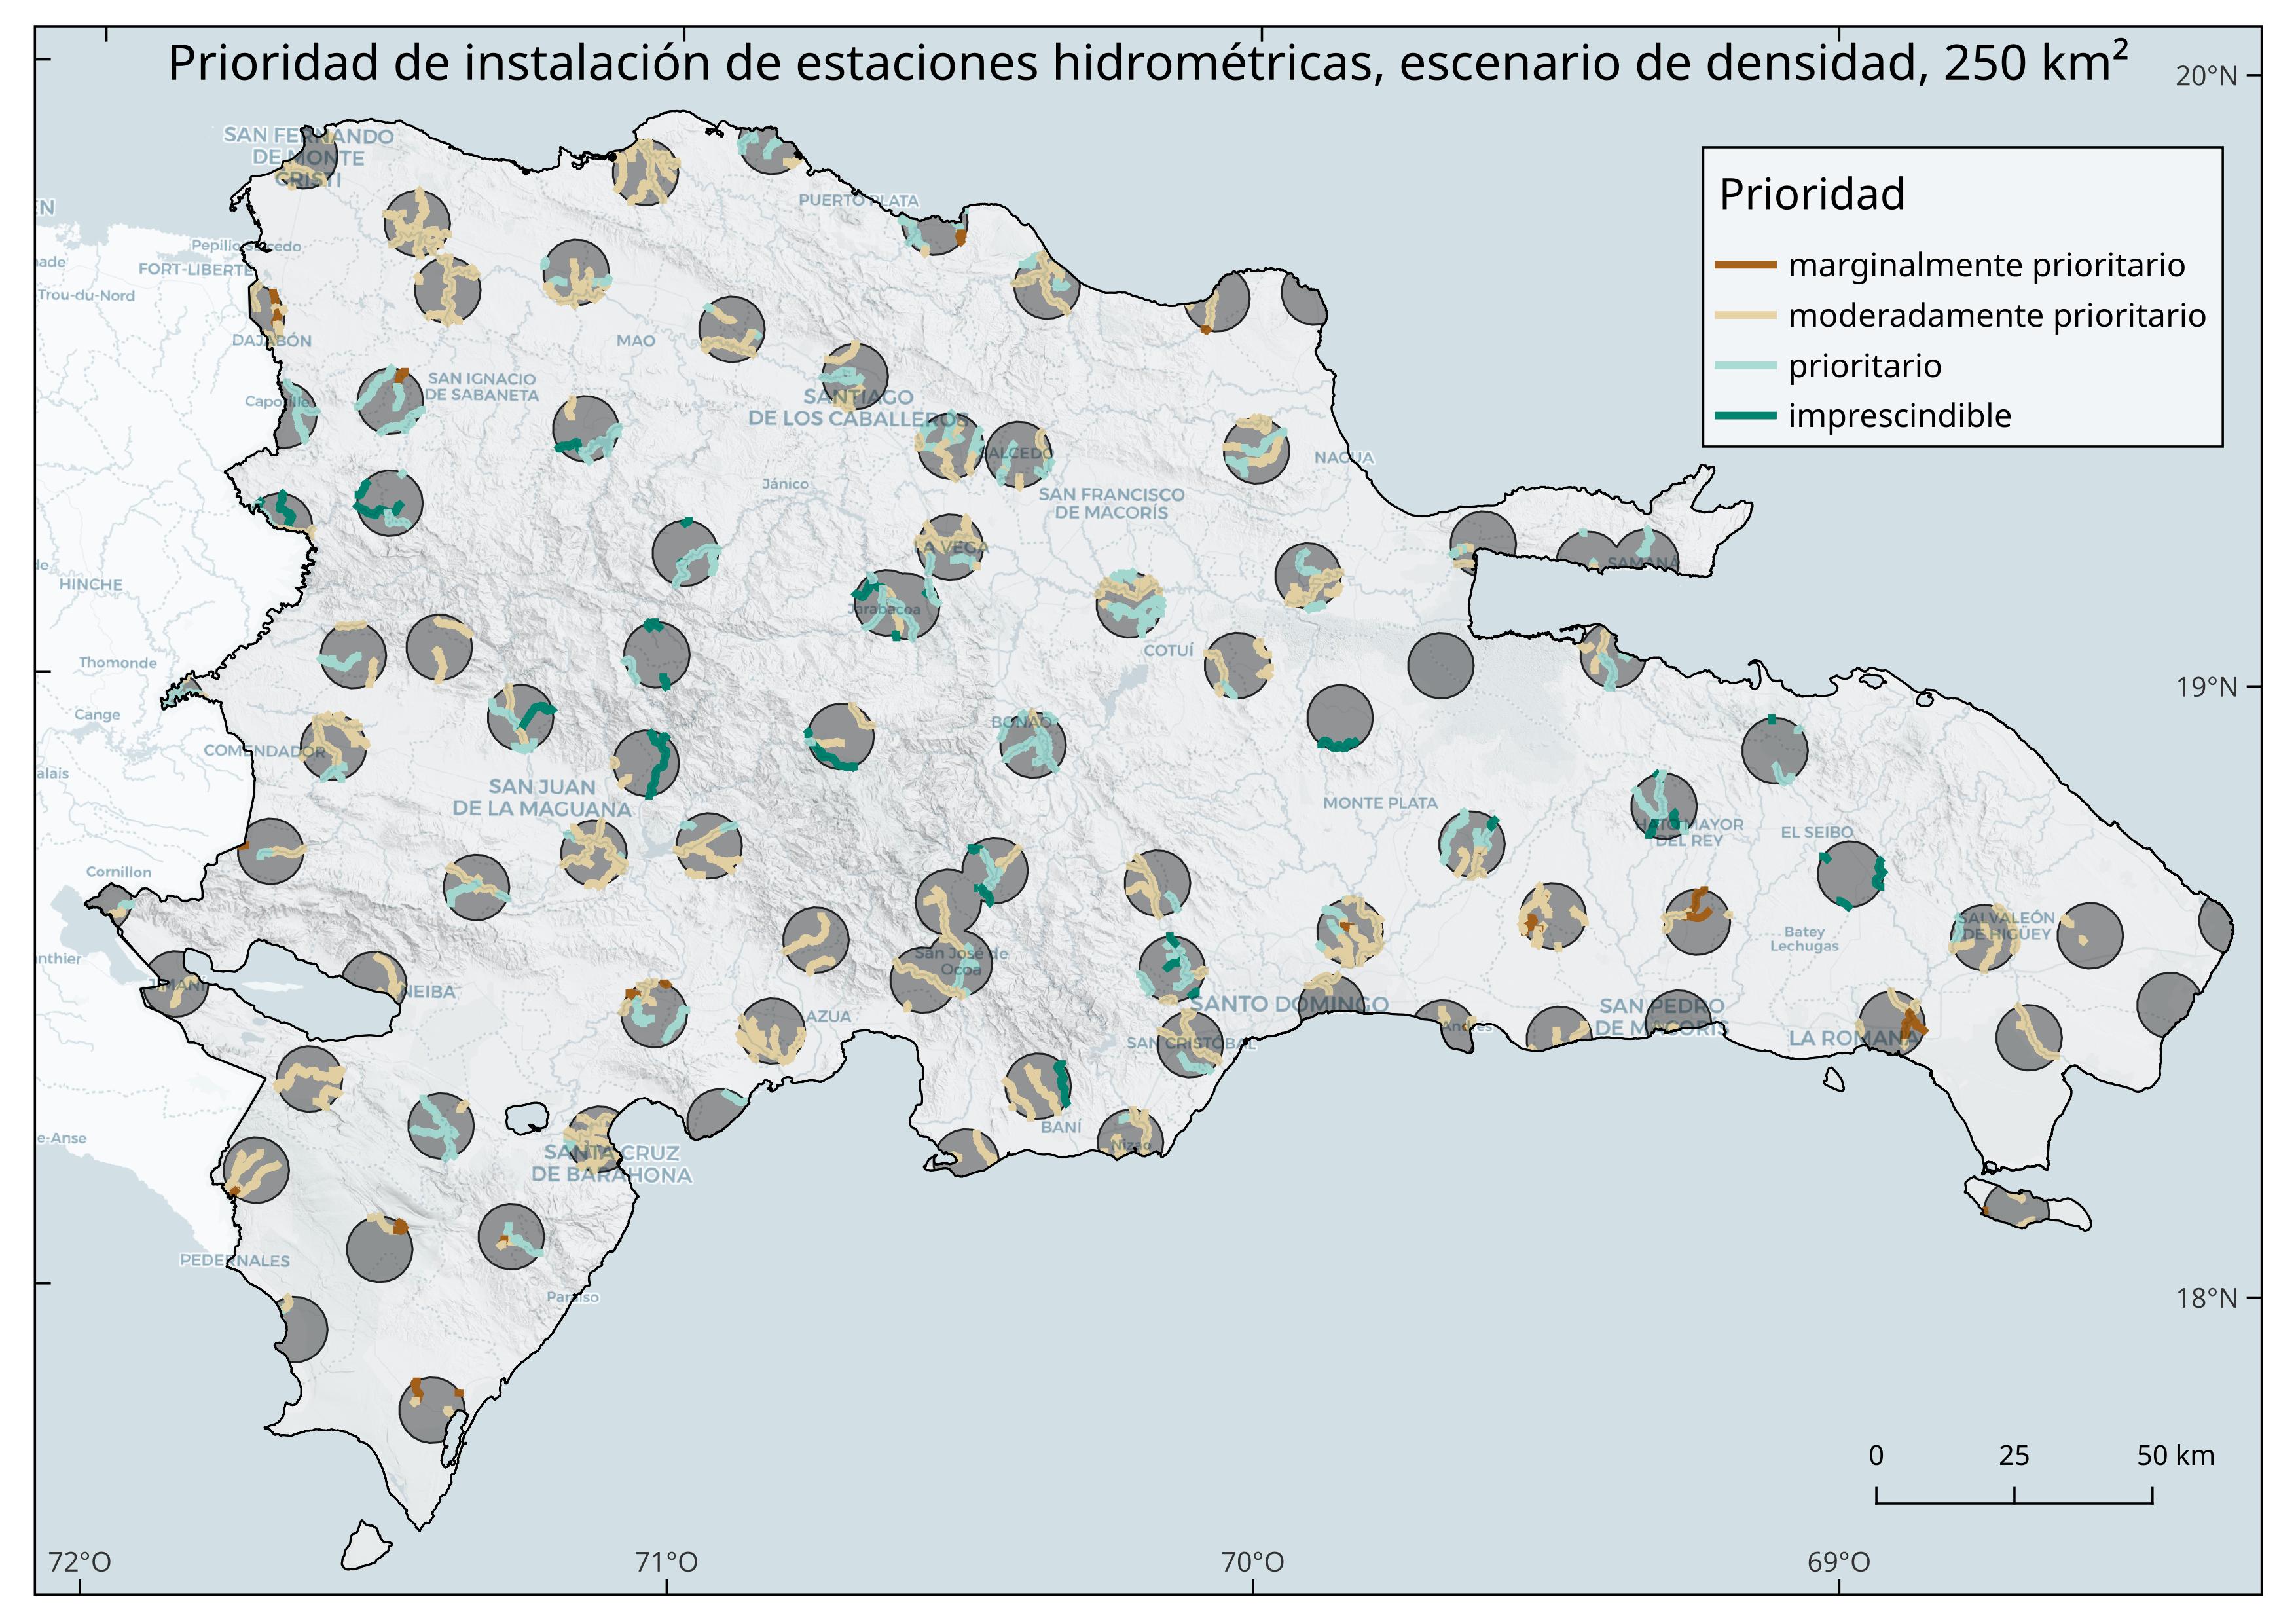 Prioridad de instalación de estaciones hidrométricas, escenario de densidad, 250 km²
20°N
Prioridad
marginalmente prioritario
moderadamente prioritario
prioritario
imprescindible
SAN FERNANDO
DE MONTE
CRISTI
PUERTO PLATA
Pepillo Salcedo
FORT-LIBERTE
Trou-du-Nord
DAJABÓN
MAO
SAN IGNACIO
DE SABANETA
SANTIAGO
DE LOS CABALLEROS
SALCEDO
NAGUA
Jánico
SAN FRANCISCO
DE MACORÍS
LA VEGA
SAMANÁ
HINCHE
Jarabacoa
COTUÍ
Thomonde
19°N
Cange
COMENDADOR
BONAO
SAN JUAN
DE LA MAGUANA
MONTE PLATA
HATO MAYOR
DEL REY
EL SEIBO
Cornillon
SALVALEÓN
DE HIGÜEY
Batey
Lechugas
San José de
Ocoa
JIMANÍ
NEIBA
AZUA
SANTO DOMINGO
SAN PEDRO
DE MACORÍS
Andrés
LA ROMANA
SAN CRISTÓBAL
BANÍ
Nizao
SANTA CRUZ
DE BARAHONA
PEDERNALES
Paraíso
18°N
0 25 50 km
72°O 71°O 70°O 69°O